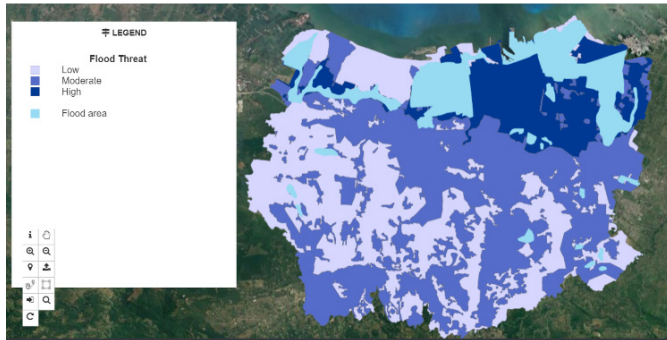 LEGEND
Flood Threat
Low
Moderate
High
Flood area